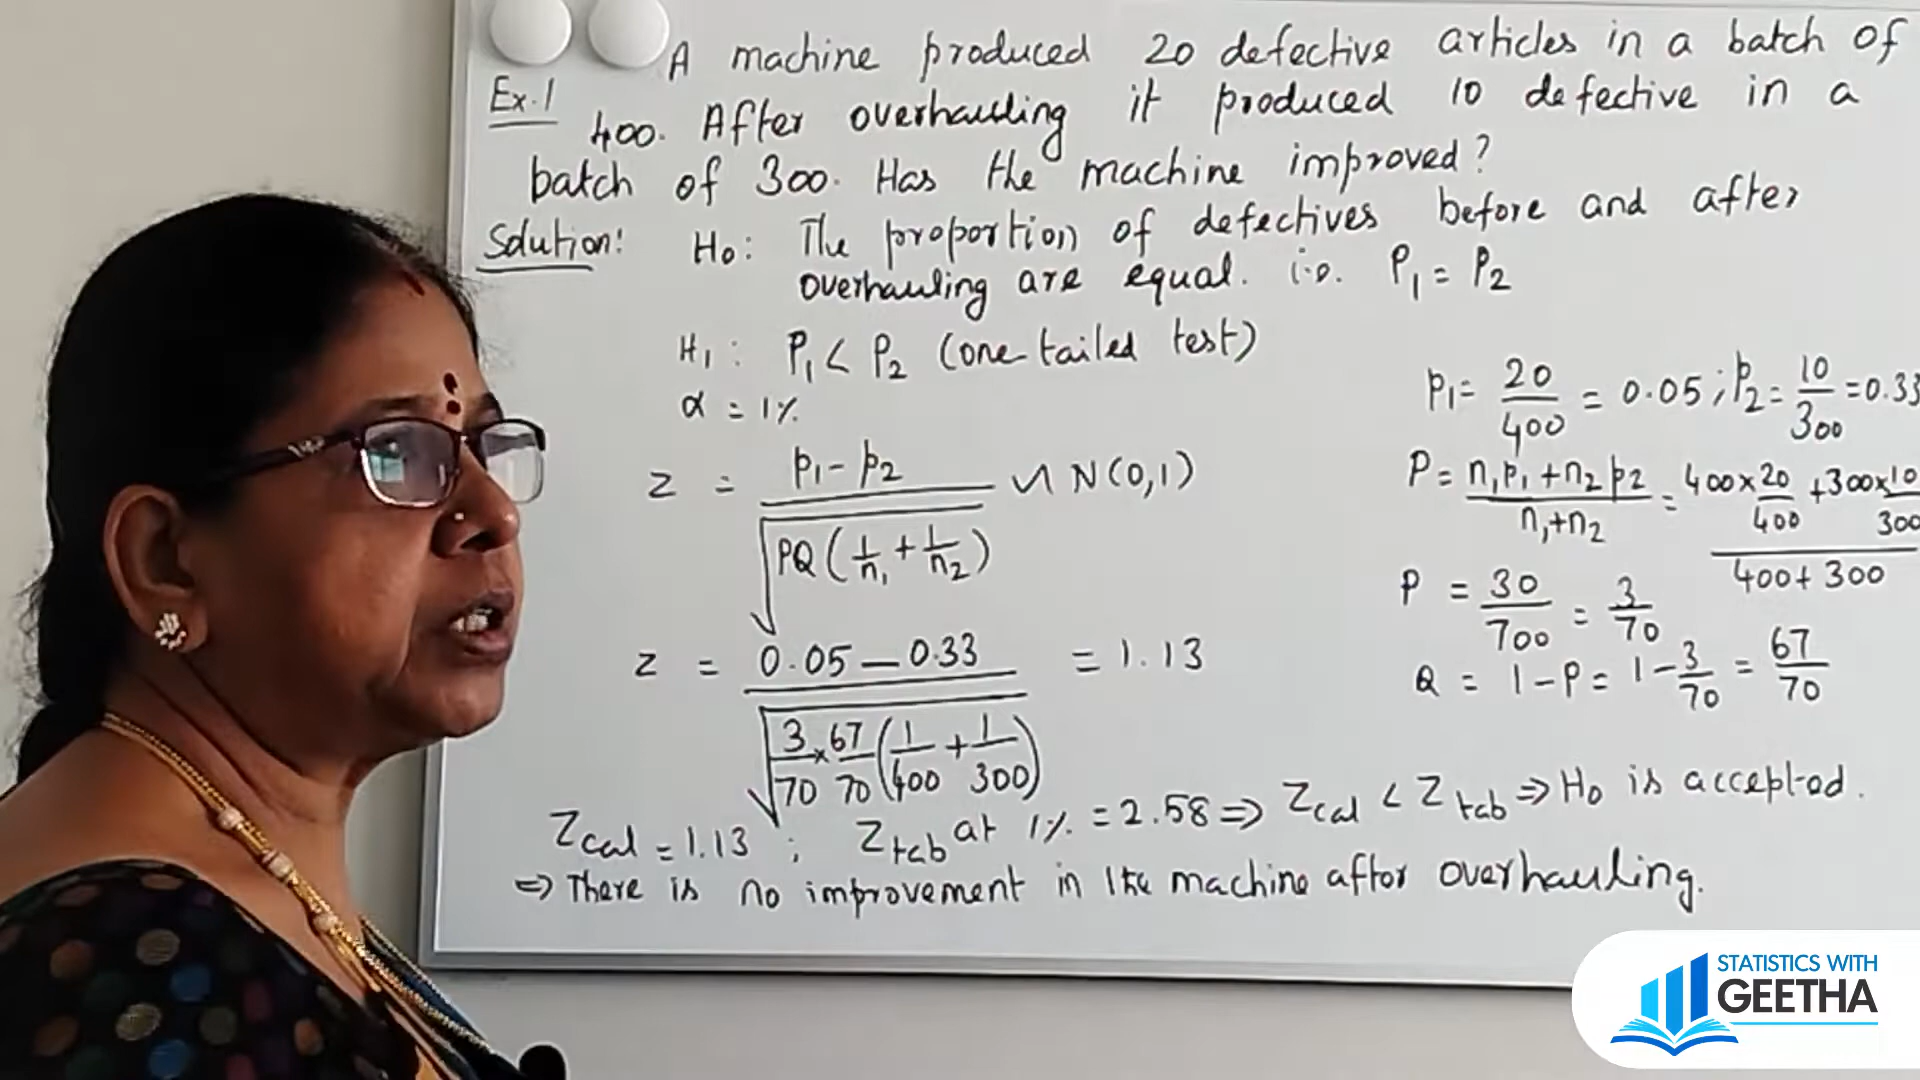 A machine produced 20 defective articles in a batch of
Ex.1 400. After overhauling it produced 10 defective in a
batch of 300. Has the machine improved?
Solution: H0: The proportion of defectives before and after
overhauling are equal. i.e. P1 = P2
H1: P1 < P2 (one tailed test)
α = 1%
p1 = 20/400 = 0.05; p2 = 10/300 = 0.33
z = p1 - p2 / √PQ(1/n1 + 1/n2) ~ N(0,1)
P = n1p1 + n2p2 / n1+n2 = 400×20/400 + 300×10/300 / 400+300
P = 30/700 = 3/70
Q = 1-P = 1-3/70 = 67/70
z = 0.05 - 0.33 / √3/70 × 67/70 (1/400 + 1/300) = 1.13
Zcal = 1.13; Ztab at 1% = 2.58 ⇒ Zcal < Ztab ⇒ H0 is accepted.
⇒ There is no improvement in the machine after overhauling.
STATISTICS WITH
GEETHA